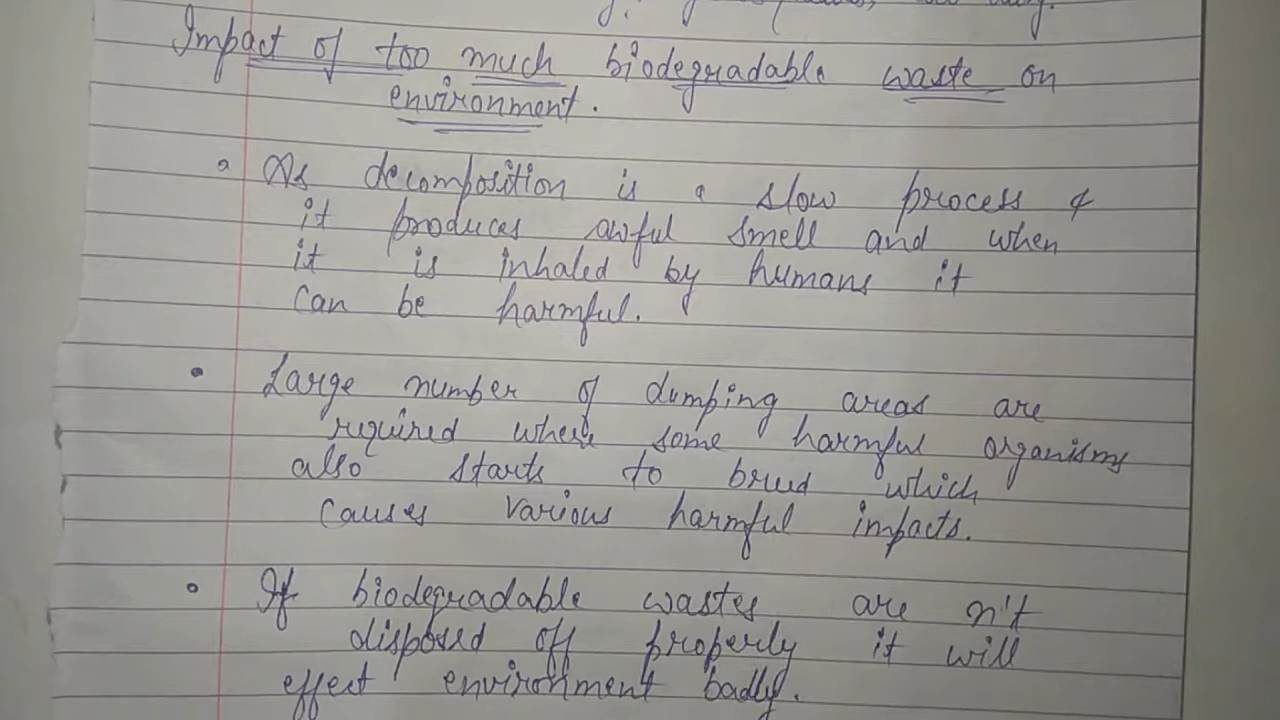 Impact of too much biodegradable waste on
environment.
As decomposition is a slow process &
it produces awful smell and when
it is inhaled by humans it
can be harmful.
• Large number of dumping areas are
required where some harmful organisms
also starts to breed which
causes various harmful impacts.
• If biodegradable wastes are n't
disposed off properly it will
effect environment badly.